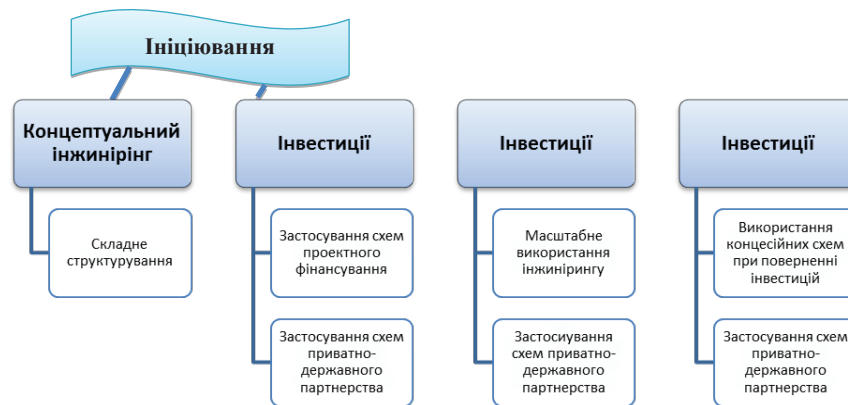 Ініціювання
Концептуальний
інжинірінг
Складне
структурування
Інвестиції
Застосування схем
проектного
фінансування
Застосування схем
приватно-
державного
партнерства
Інвестиції
Масштабне
використання
інжинірингу
Застосиування
схем приватно-
державного
партнерства
Інвестиції
Використання
концесійних схем
при поверненні
інвестицій
Застосування схем
приватно-
державного
партнерства